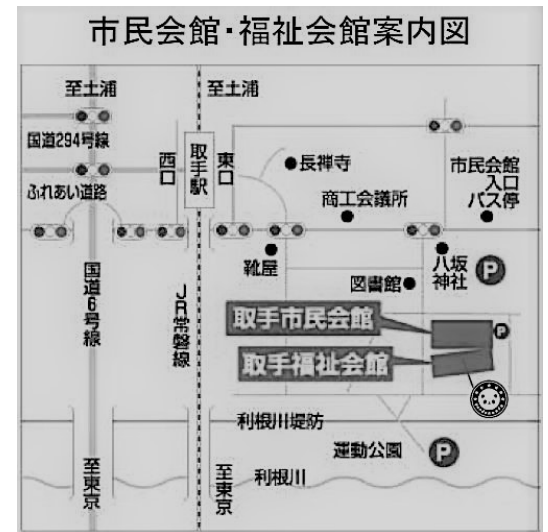 市民会館・福祉会館案内図
至土浦
至土浦
国道294号線
西口
取手駅
東口
長禅寺
市民会館
入口
バス停
ふれあい道路
商工会議所
靴屋
八坂
神社
P
図書館
国道6号線
JR常磐線
取手市民会館
P
取手福祉会館
利根川堤防
運動公園
P
至東京
至東京
利根川